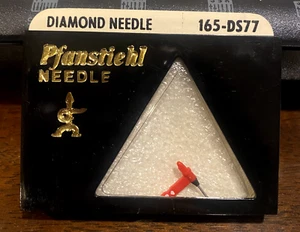 DIAMOND NEEDLE 165-DS77
Pfanstiehl
NEEDLE